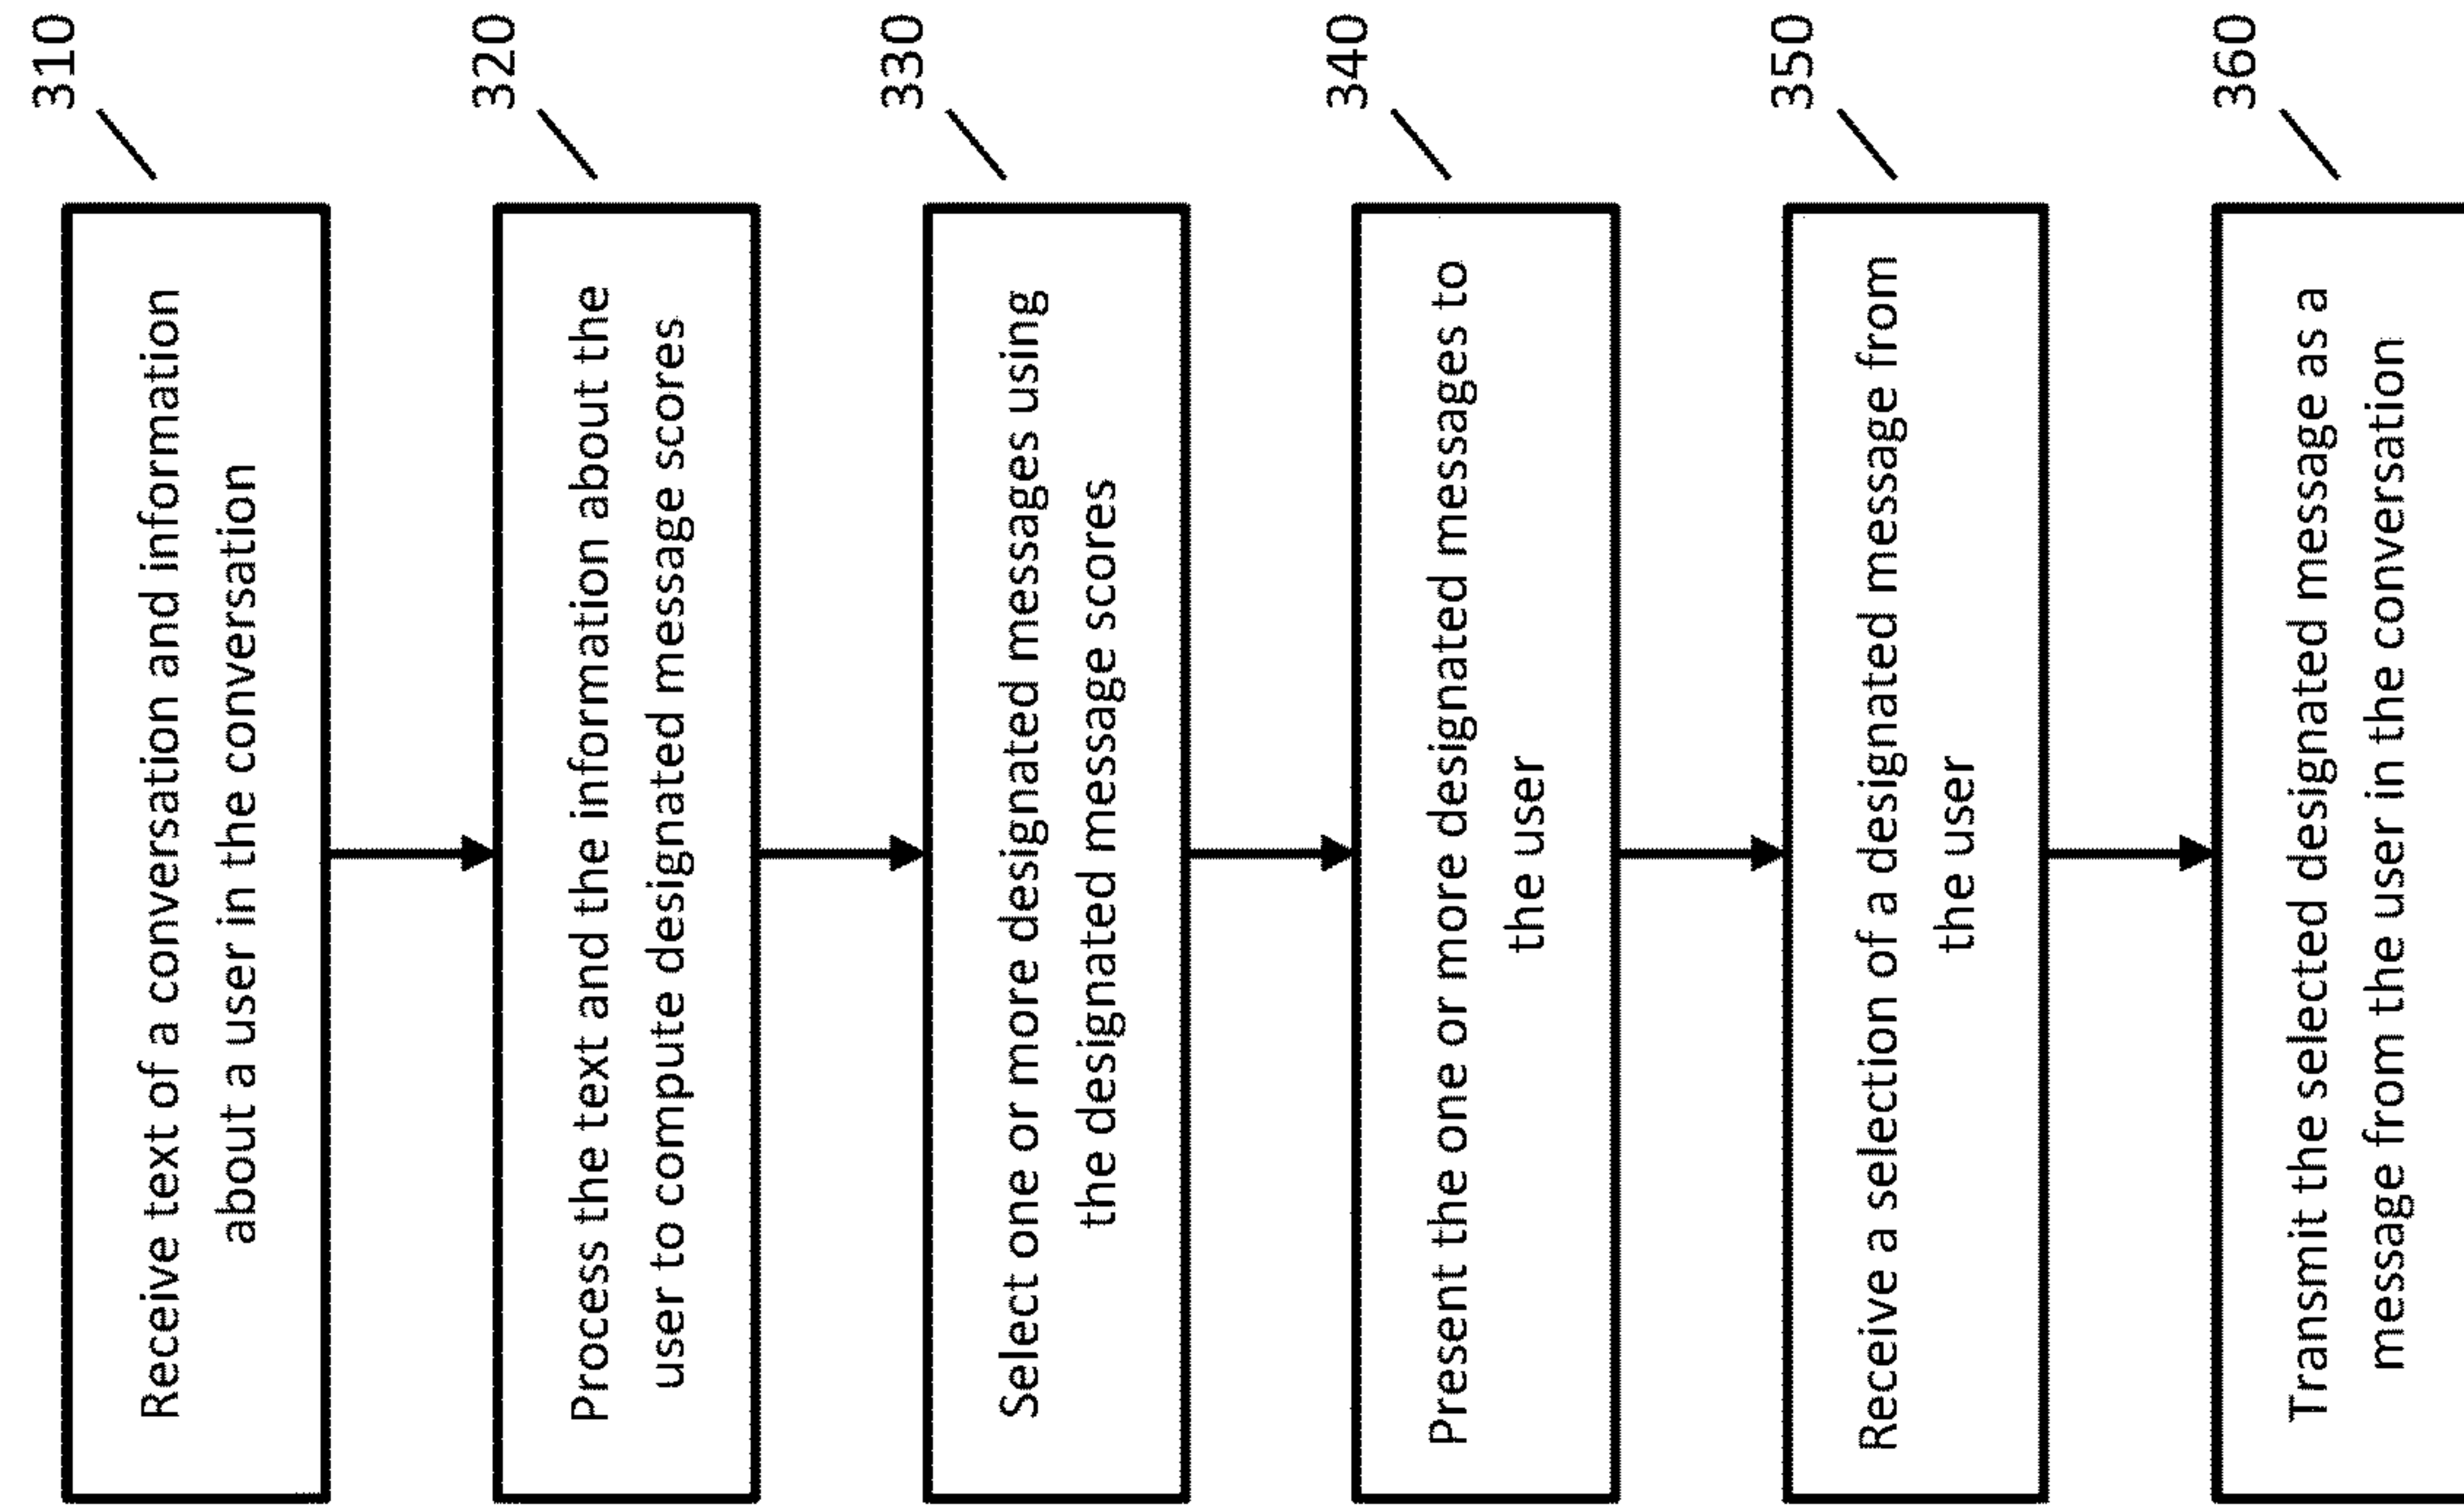 310
Receive text of a conversation and information
about a user in the conversation
320
Process the text and the information about the
user to compute designated message scores
330
Select one or more designated messages using
the designated message scores
340
Present the one or more designated messages to
the user
350
Receive a selection of a designated message from
the user
360
Transmit the selected designated message as a
message from the user in the conversation